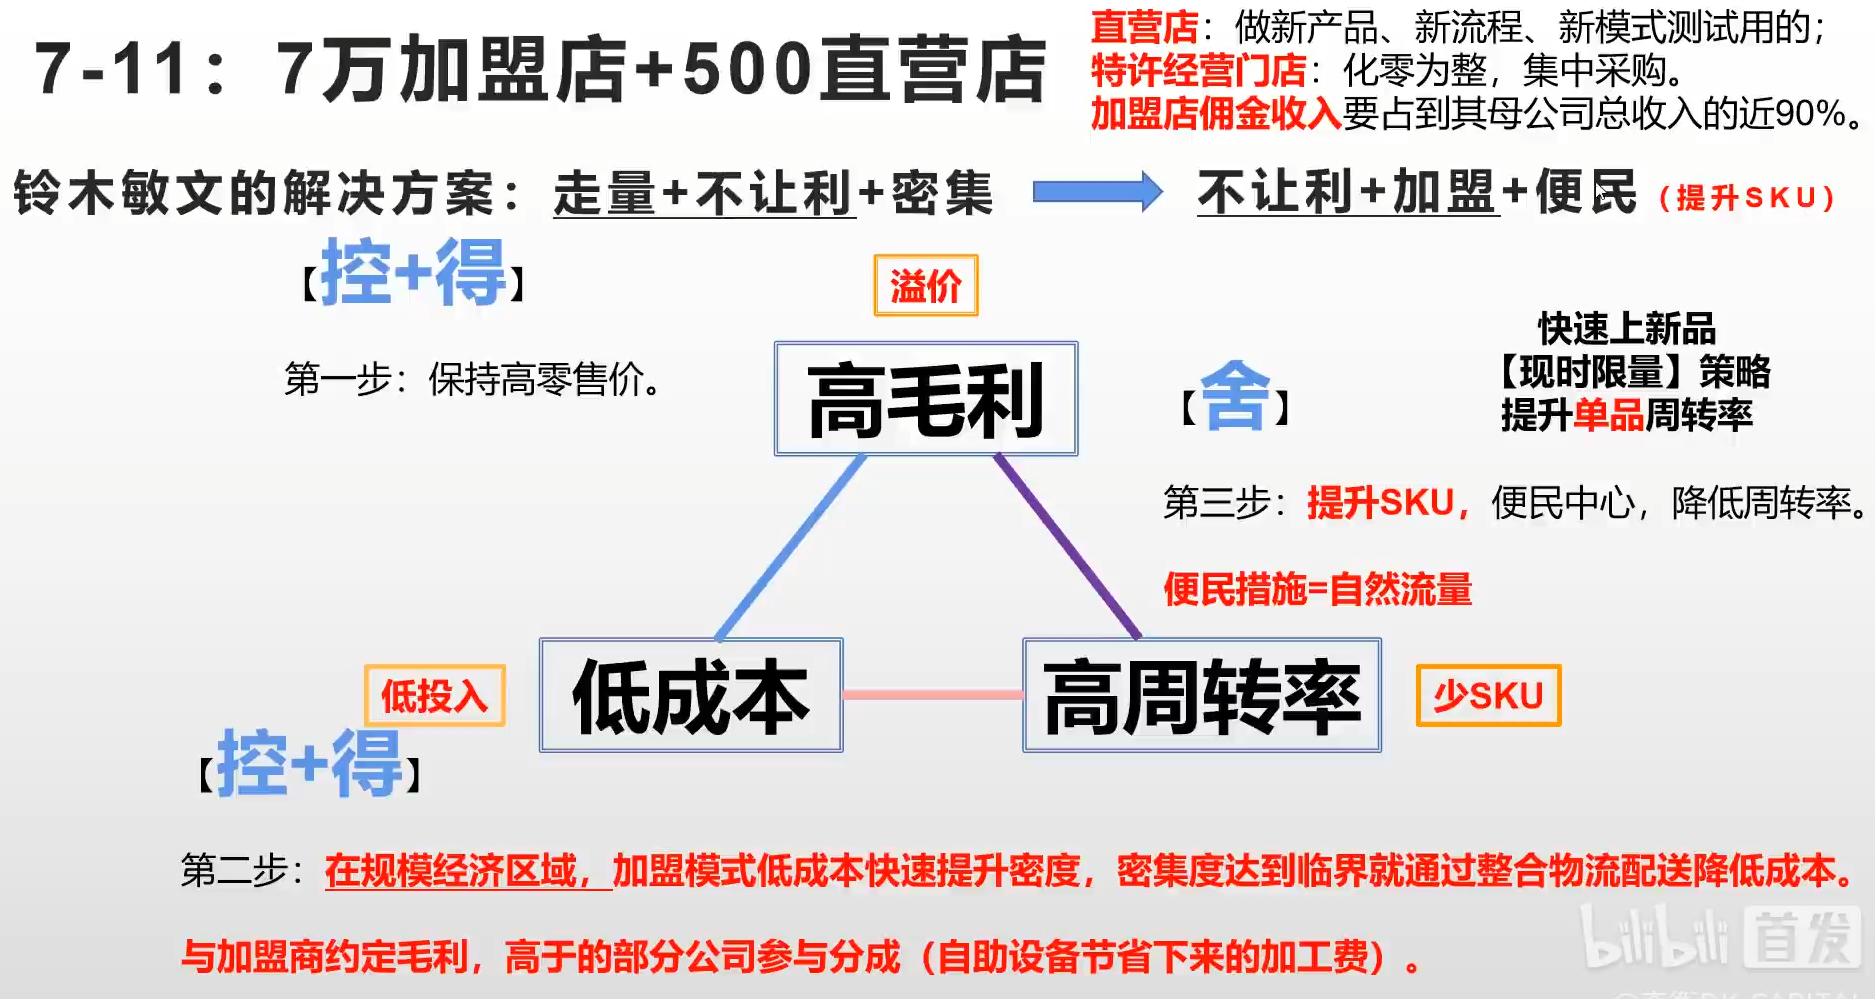 7-11：7万加盟店+500直营店
直营店：做新产品、新流程、新模式测试用的；
特许经营门店：化零为整，集中采购。
加盟店佣金收入要占到其母公司总收入的近90%。
铃木敏文的解决方案：走量+不让利+密集
不让利+加盟+便民（提升SKU）
【控+得】
溢价
第一步：保持高零售价。
高毛利
【舍】
快速上新品
【现时限量】策略
提升单品周转率
第三步：提升SKU，便民中心，降低周转率。
便民措施=自然流量
低投入
低成本
高周转率
少SKU
【控+得】
第二步：在规模经济区域，加盟模式低成本快速提升密度，密集度达到临界就通过整合物流配送降低成本。
与加盟商约定毛利，高于的部分公司参与分成（自助设备节省下来的加工费）。
bilibili 首发